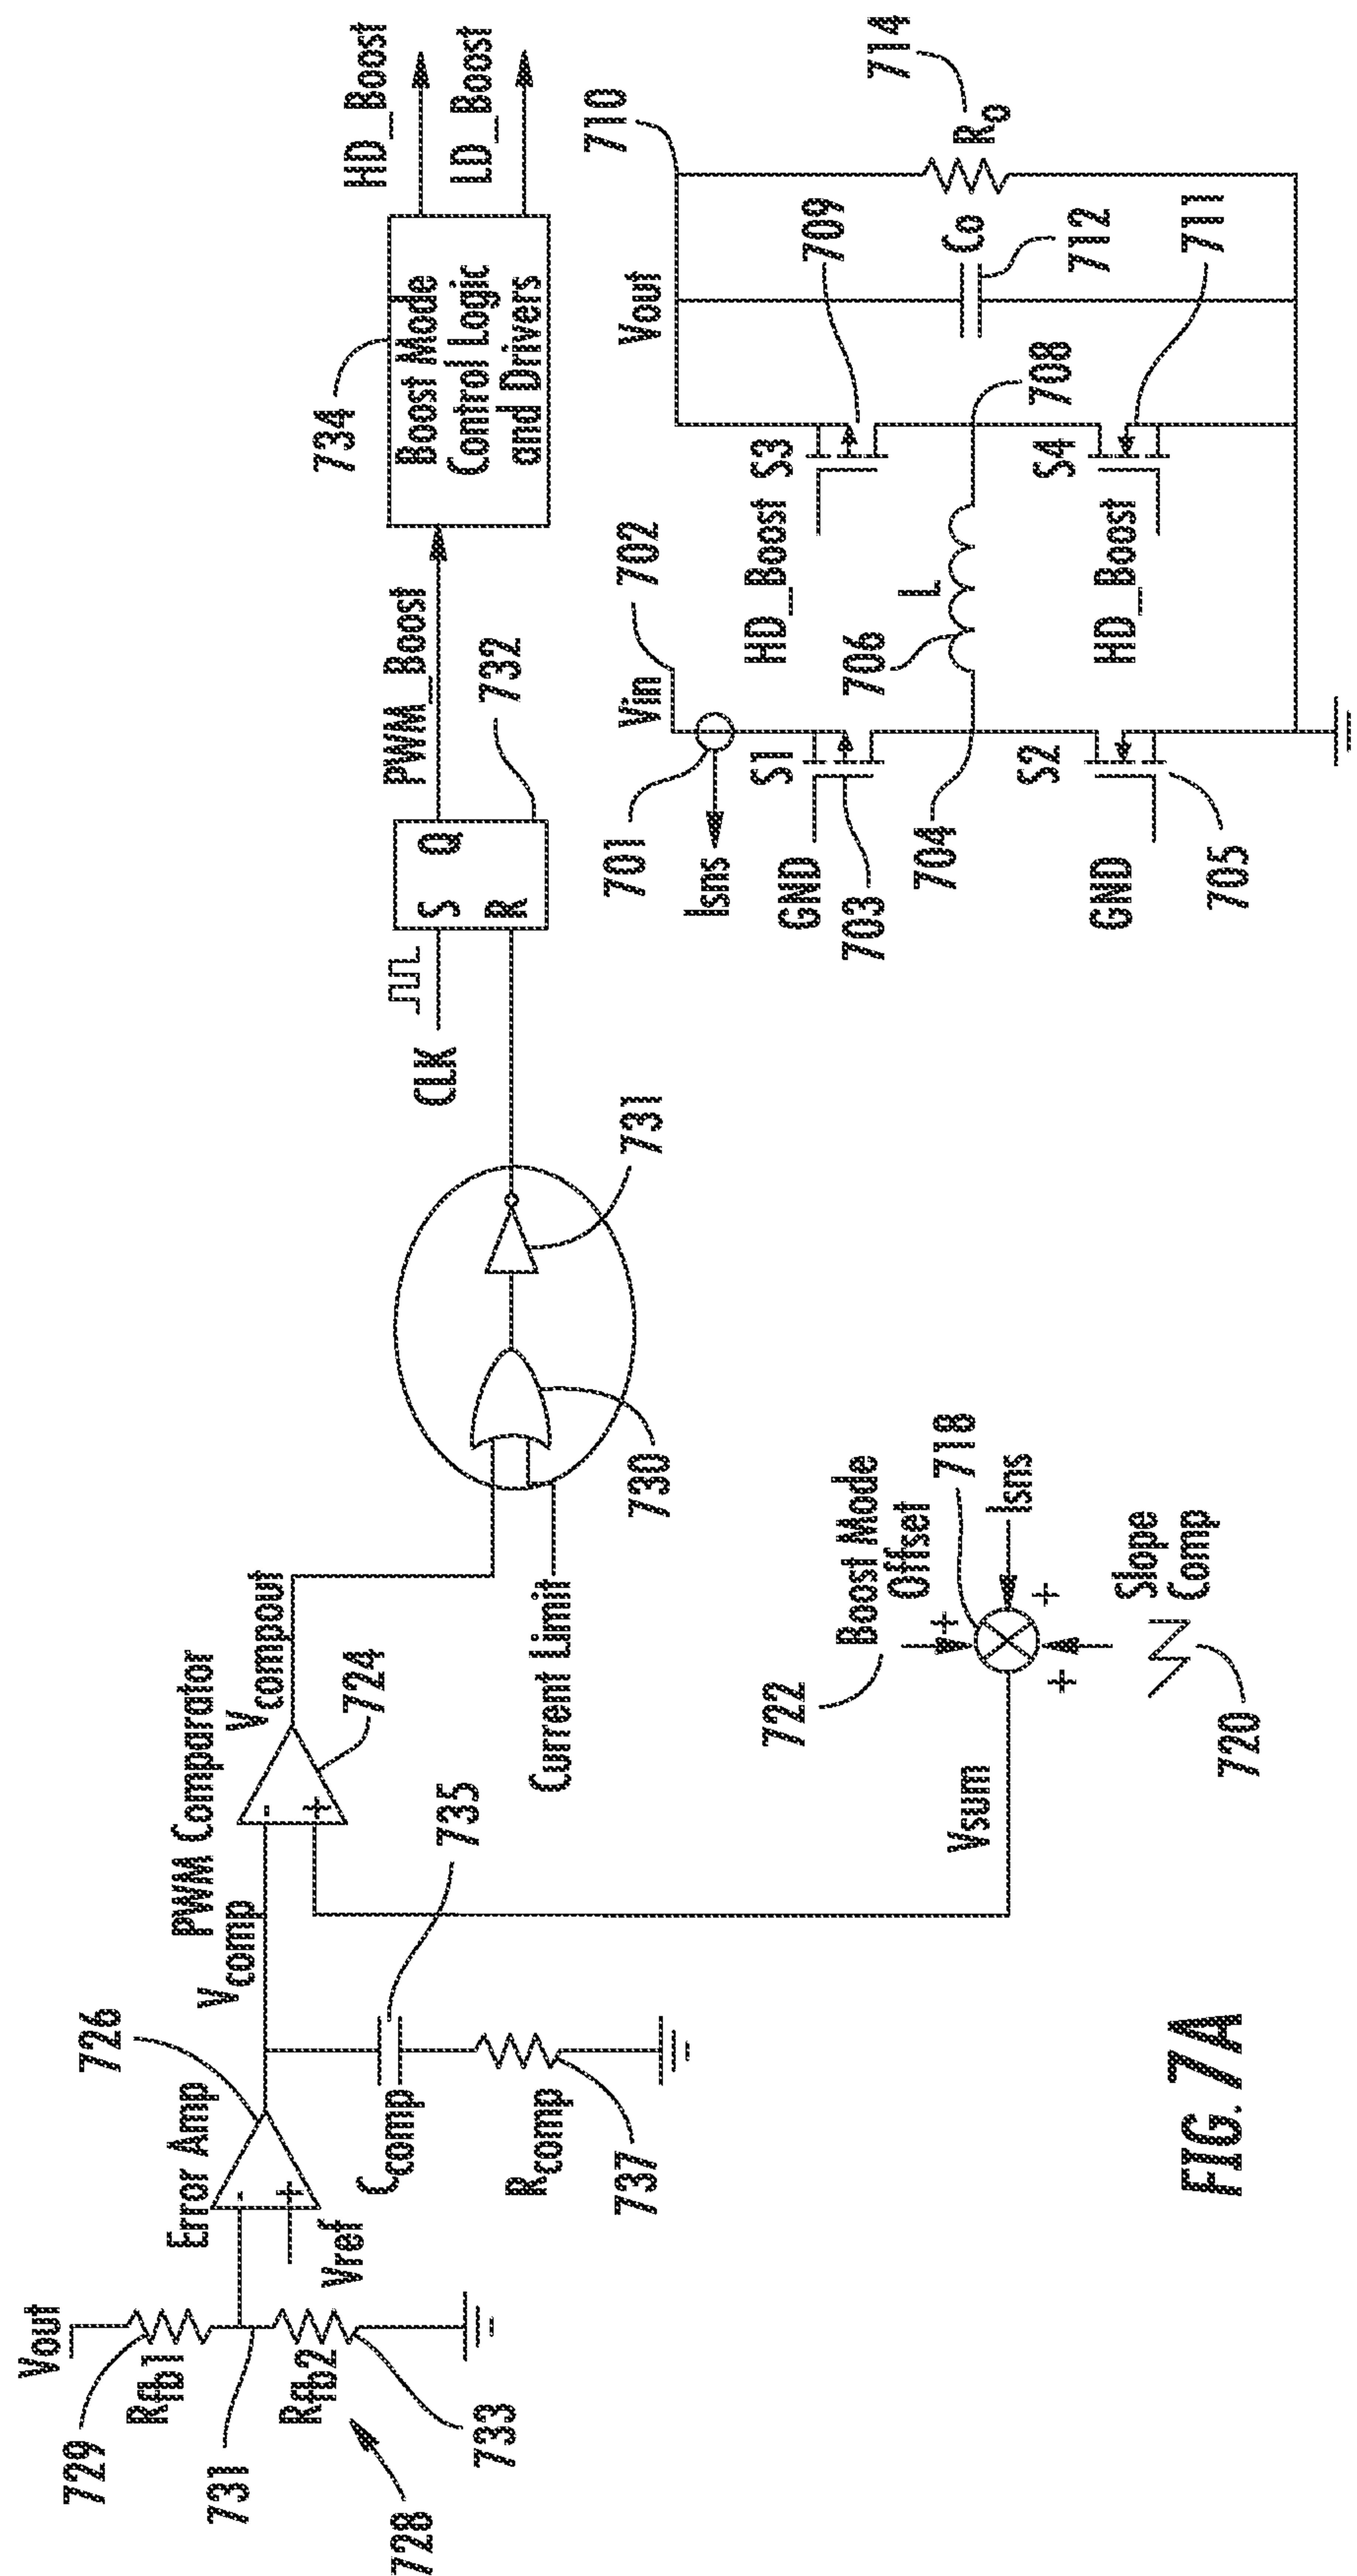 Vout
729
Rfb1
731
Rfb2
733
728
Error Amp
726
-
+
Vref
Vcomp
Ccomp
735
Rcomp
737
PWM Comparator
-
+
724
Vcompout
Current Limit
730
731
CLK
S Q
R
732
PWM_Boost
734
Boost Mode
Control Logic
and Drivers
HD_Boost
LD_Boost
Vsum
722
Boost Mode
Offset
718
+
Isns
+
+
Slope
Comp
720
701
Isns
Vin
702
GND
S1
703
704
706
L
708
GND
S2
705
HD_Boost S3
709
HD_Boost
S4
711
Vout
710
Co
712
Ro
714
FIG. 7A